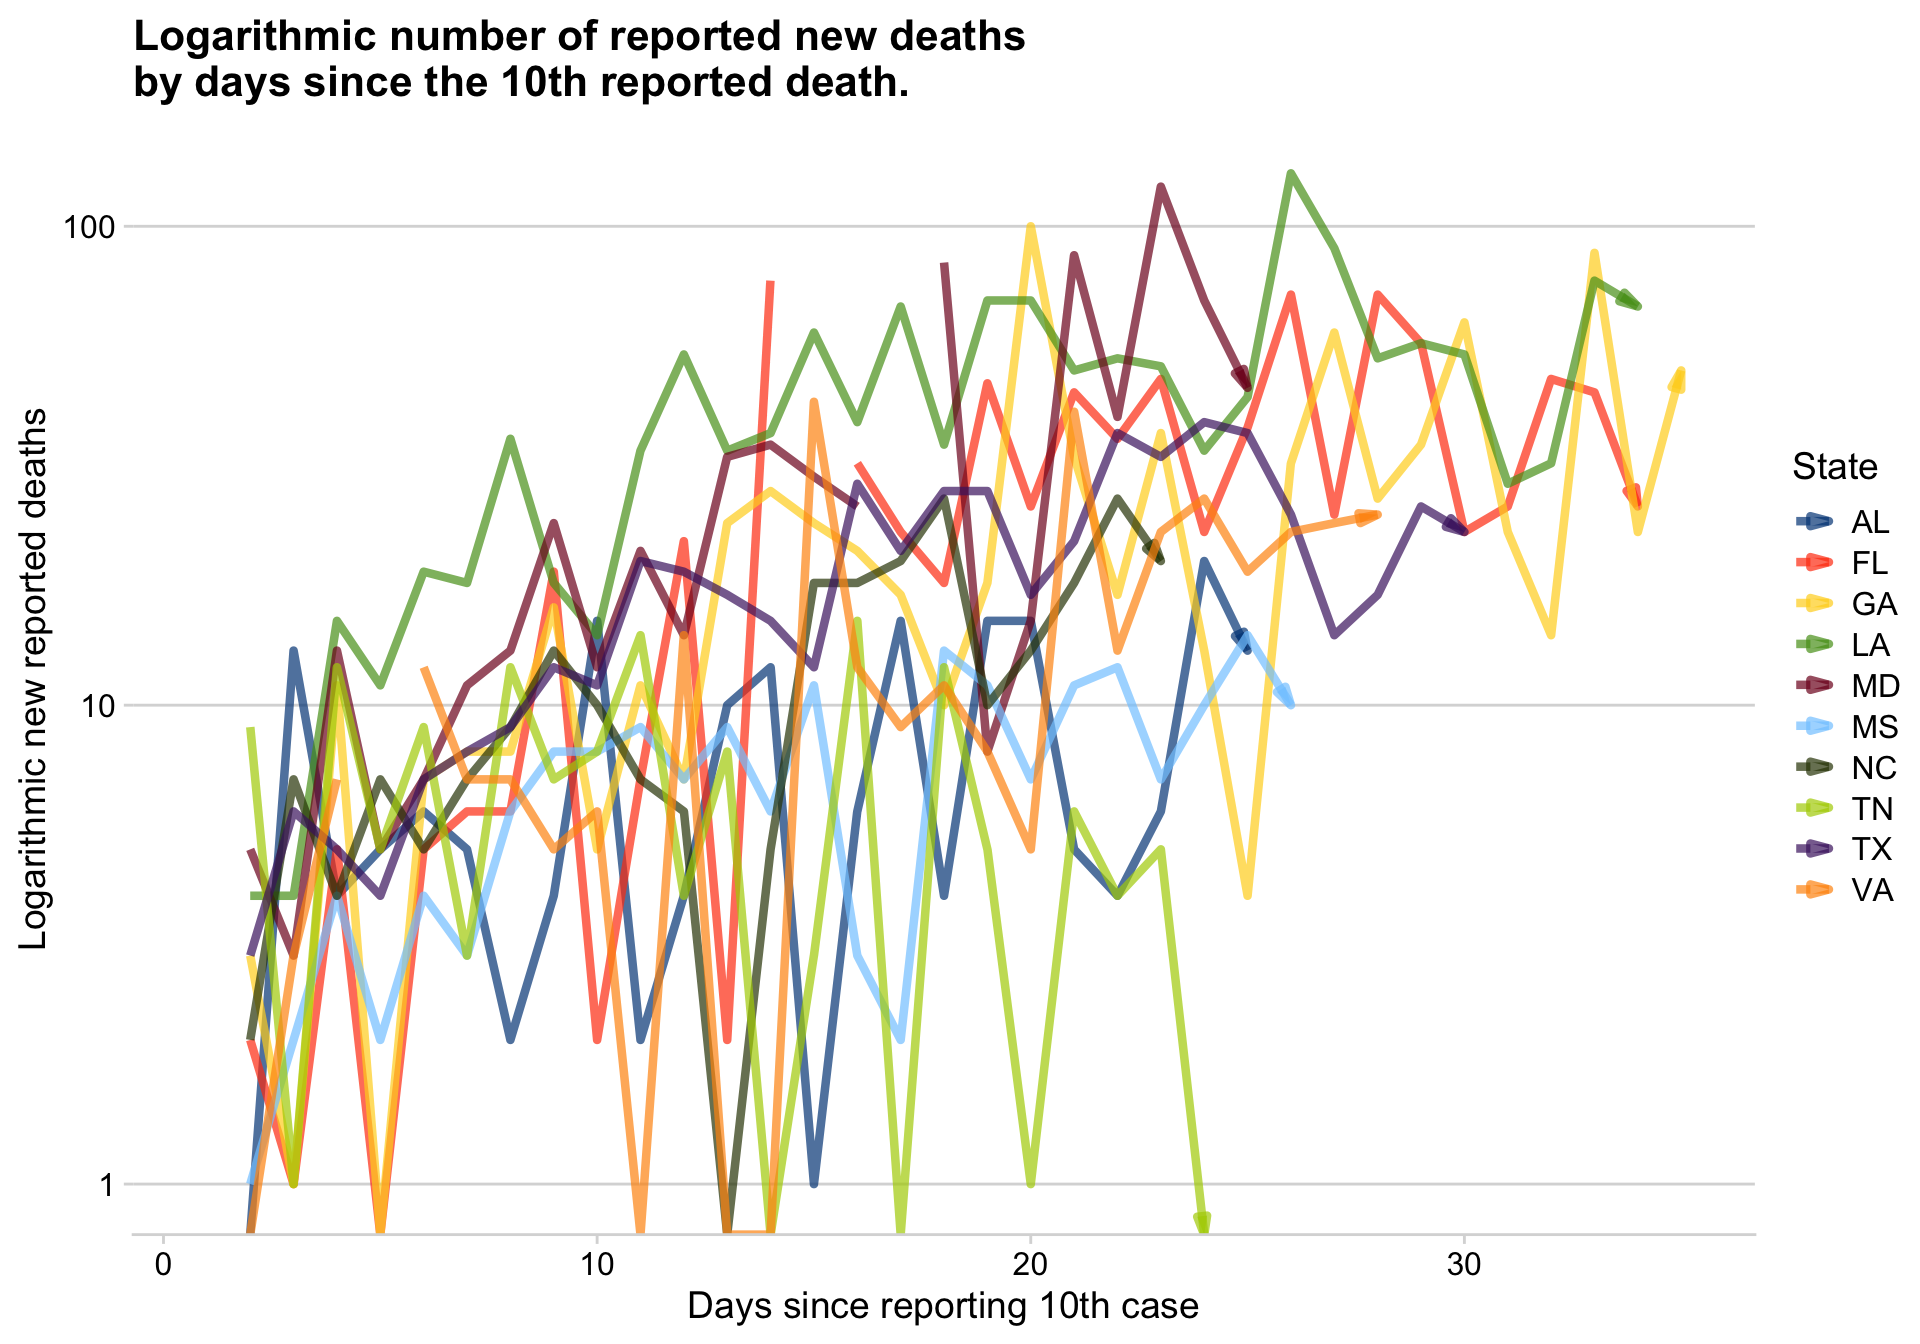 Logarithmic number of reported new deaths
by days since the 10th reported death.
Logarithmic new reported deaths
100
10
1
0
10
20
30
Days since reporting 10th case
State
AL
FL
GA
LA
MD
MS
NC
TN
TX
VA